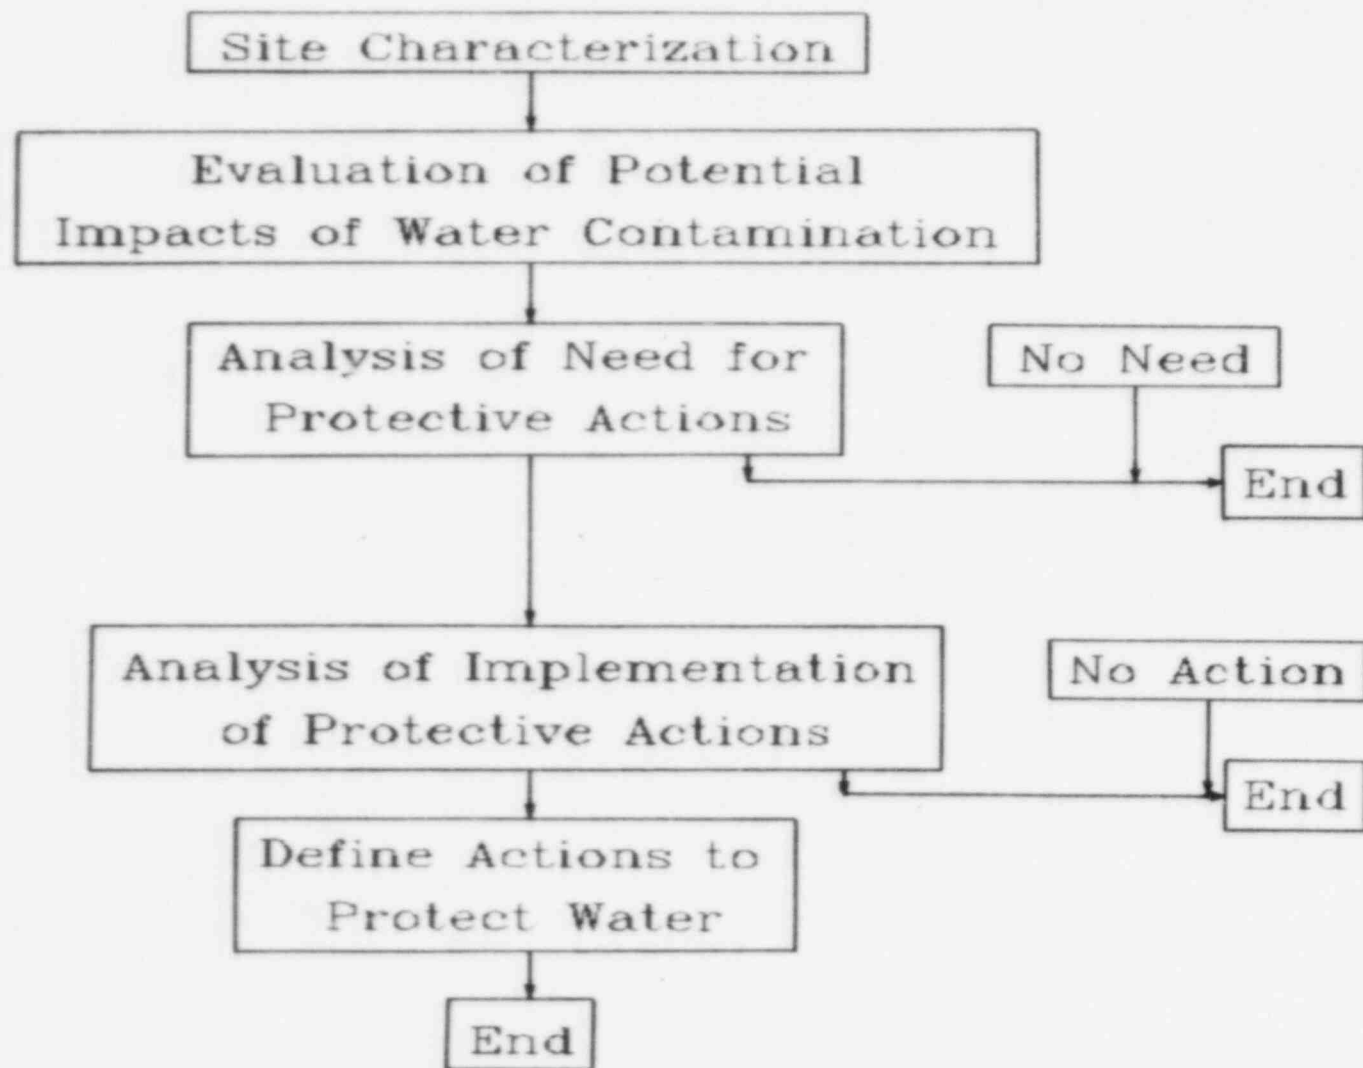 Site Characterization
Evaluation of Potential
Impacts of Water Contamination
Analysis of Need for
Protective Actions
No Need
End
Analysis of Implementation
of Protective Actions
No Action
End
Define Actions to
Protect Water
End